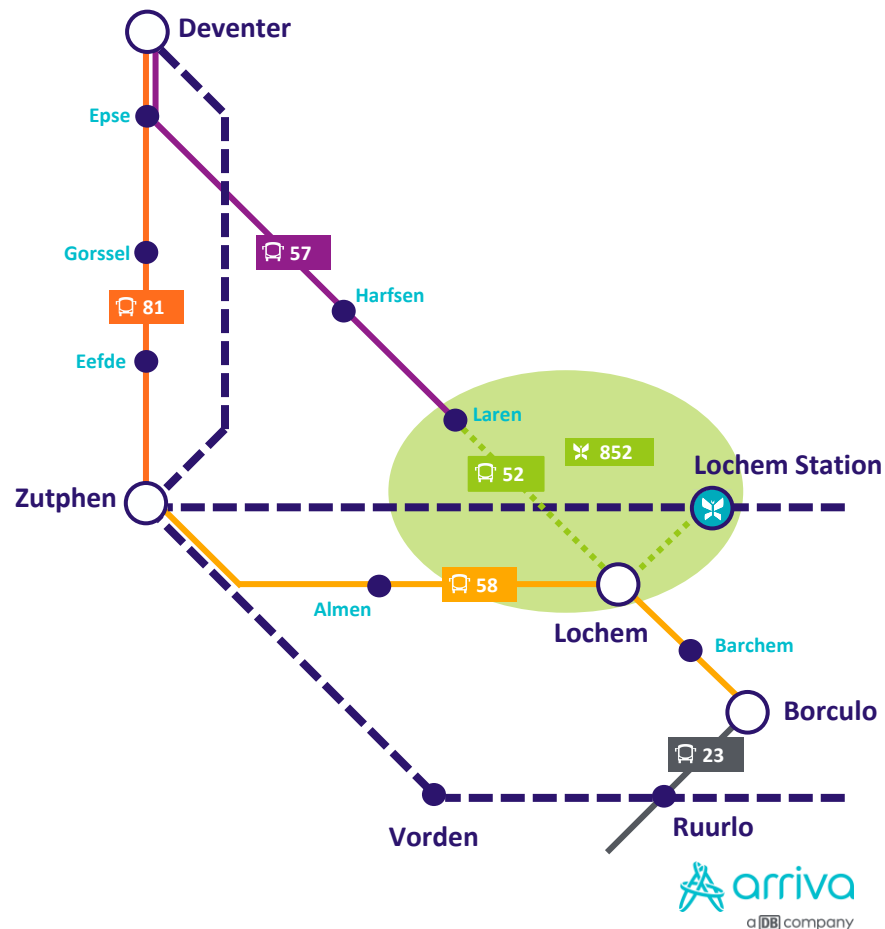 Deventer
Epse
Gorssel
57
Harfsen
81
Eefde
Laren
852
Lochem Station
52
Zutphen
58
Almen
Lochem
Barchem
Borculo
23
Vorden
Ruurlo
arriva
a DB company